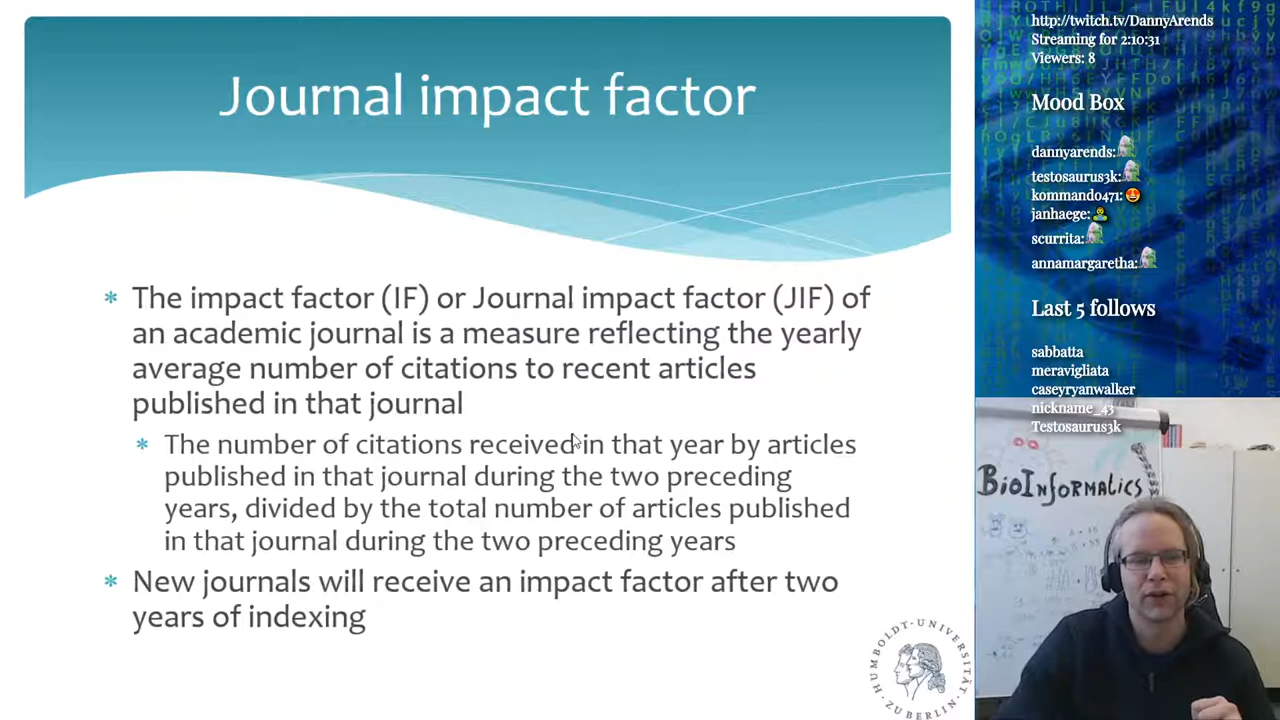 Journal impact factor
* The impact factor (IF) or Journal impact factor (JIF) of
an academic journal is a measure reflecting the yearly
average number of citations to recent articles
published in that journal
* The number of citations received in that year by articles
published in that journal during the two preceding
years, divided by the total number of articles published
in that journal during the two preceding years
* New journals will receive an impact factor after two
years of indexing
HUMBOLDT-UNIVERSITÄT
ZU BERLIN
http://twitch.tv/DannyArends
Streaming for 2:10:31
Viewers: 8
Mood Box
dannyarends:
testosaurus3k:
kommando471:
janhaege:
scurrita:
annamargaretha:
Last 5 follows
sabbatta
meravigliata
caseyryanwalker
nickname_43
Testosaurus3k
BioInformatics